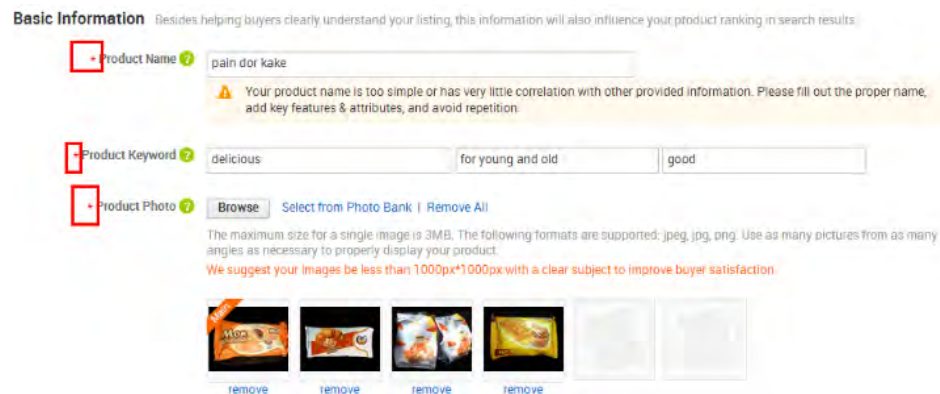 Basic Information Besides helping buyers clearly understand your listing, this information will also influence your product ranking in search results.
* Product Name ?
pain dor kake
Your product name is too simple or has very little correlation with other provided information. Please fill out the proper name,
add key features & attributes, and avoid repetition.
* Product Keyword ? delicious for young and old good
* Product Photo ? Browse Select from Photo Bank | Remove All
The maximum size for a single image is 3MB. The following formats are supported: jpeg, jpg, png. Use as many pictures from as many
angles as necessary to properly display your product.
We suggest your images be less than 1000px*1000px with a clear subject to improve buyer satisfaction.
Main
remove remove remove remove